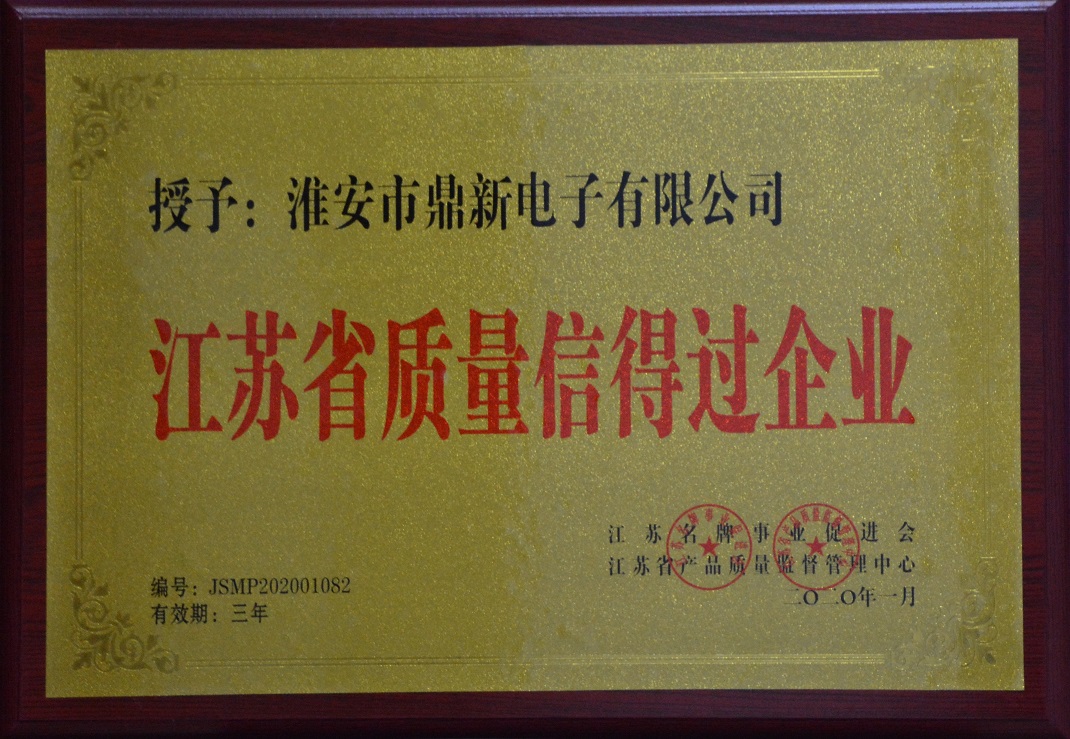 授予：淮安市鼎新电子有限公司
江苏省质量信得过企业
江苏名牌事业促进会
江苏省产品质量监督管理中心
二〇二〇年一月
编号：JSMP202001082
有效期：三年